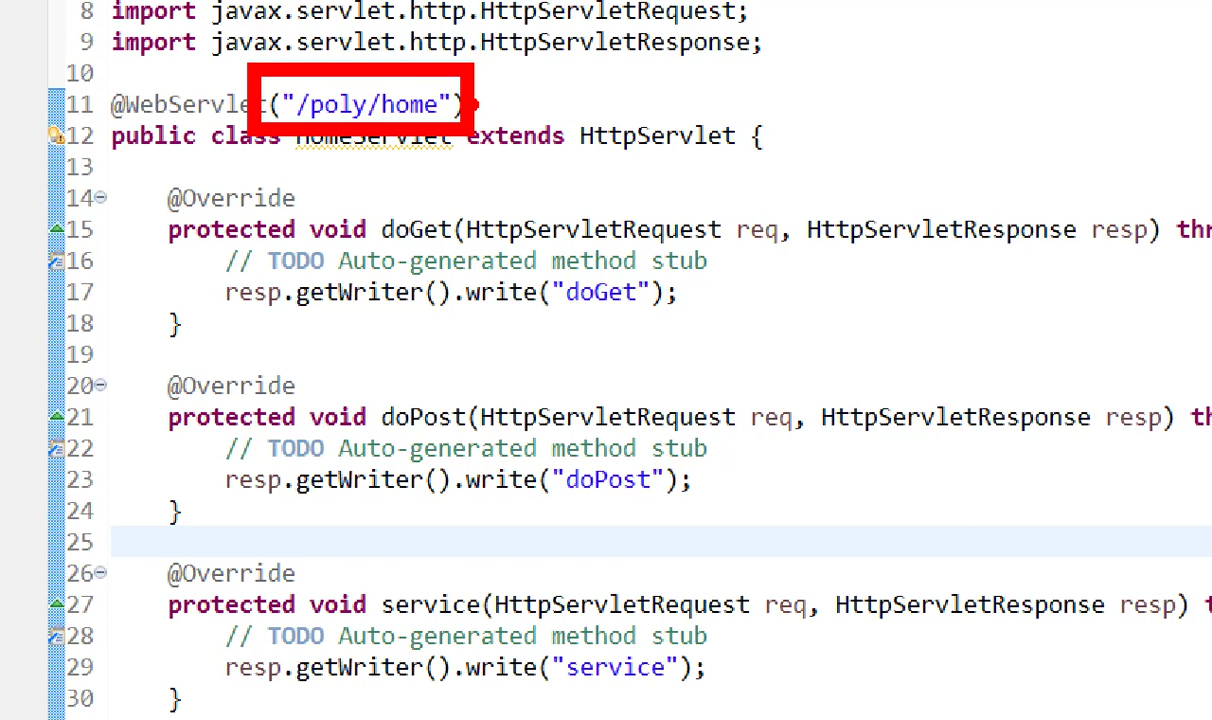 8 import javax.servlet.http.HttpServletRequest;
9 import javax.servlet.http.HttpServletResponse;
10
11 @WebServlet("/poly/home")
12 public class HomeServlet extends HttpServlet {
13
14 @Override
15 protected void doGet(HttpServletRequest req, HttpServletResponse resp) thr
16 // TODO Auto-generated method stub
17 resp.getWriter().write("doGet");
18 }
19
20 @Override
21 protected void doPost(HttpServletRequest req, HttpServletResponse resp) th
22 // TODO Auto-generated method stub
23 resp.getWriter().write("doPost");
24 }
25
26 @Override
27 protected void service(HttpServletRequest req, HttpServletResponse resp) t
28 // TODO Auto-generated method stub
29 resp.getWriter().write("service");
30 }